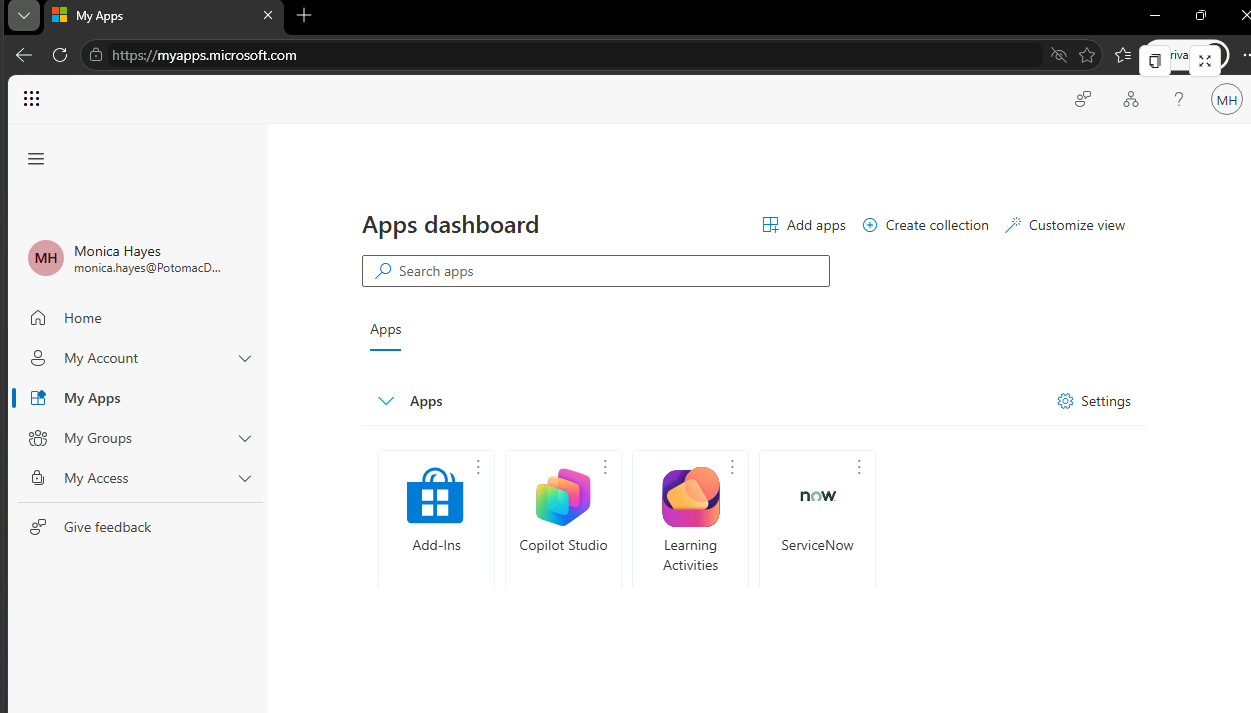 My Apps
https://myapps.microsoft.com
MH
MH
Monica Hayes
monica.hayes@PotomacD...
Home
My Account
My Apps
My Groups
My Access
Give feedback
Apps dashboard
Add apps
Create collection
Customize view
Search apps
Apps
Apps
Settings
Add-Ins
Copilot Studio
Learning
Activities
now
ServiceNow